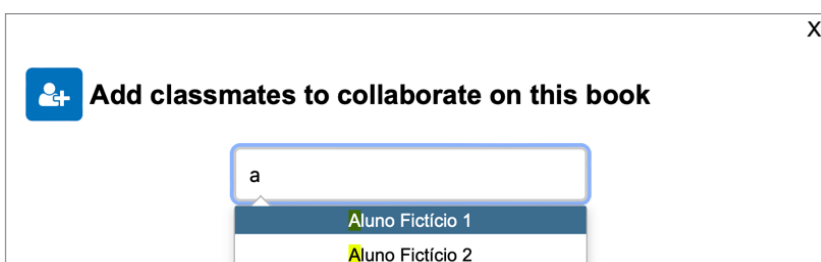 X
Add classmates to collaborate on this book
a
Aluno Fictício 1
Aluno Fictício 2